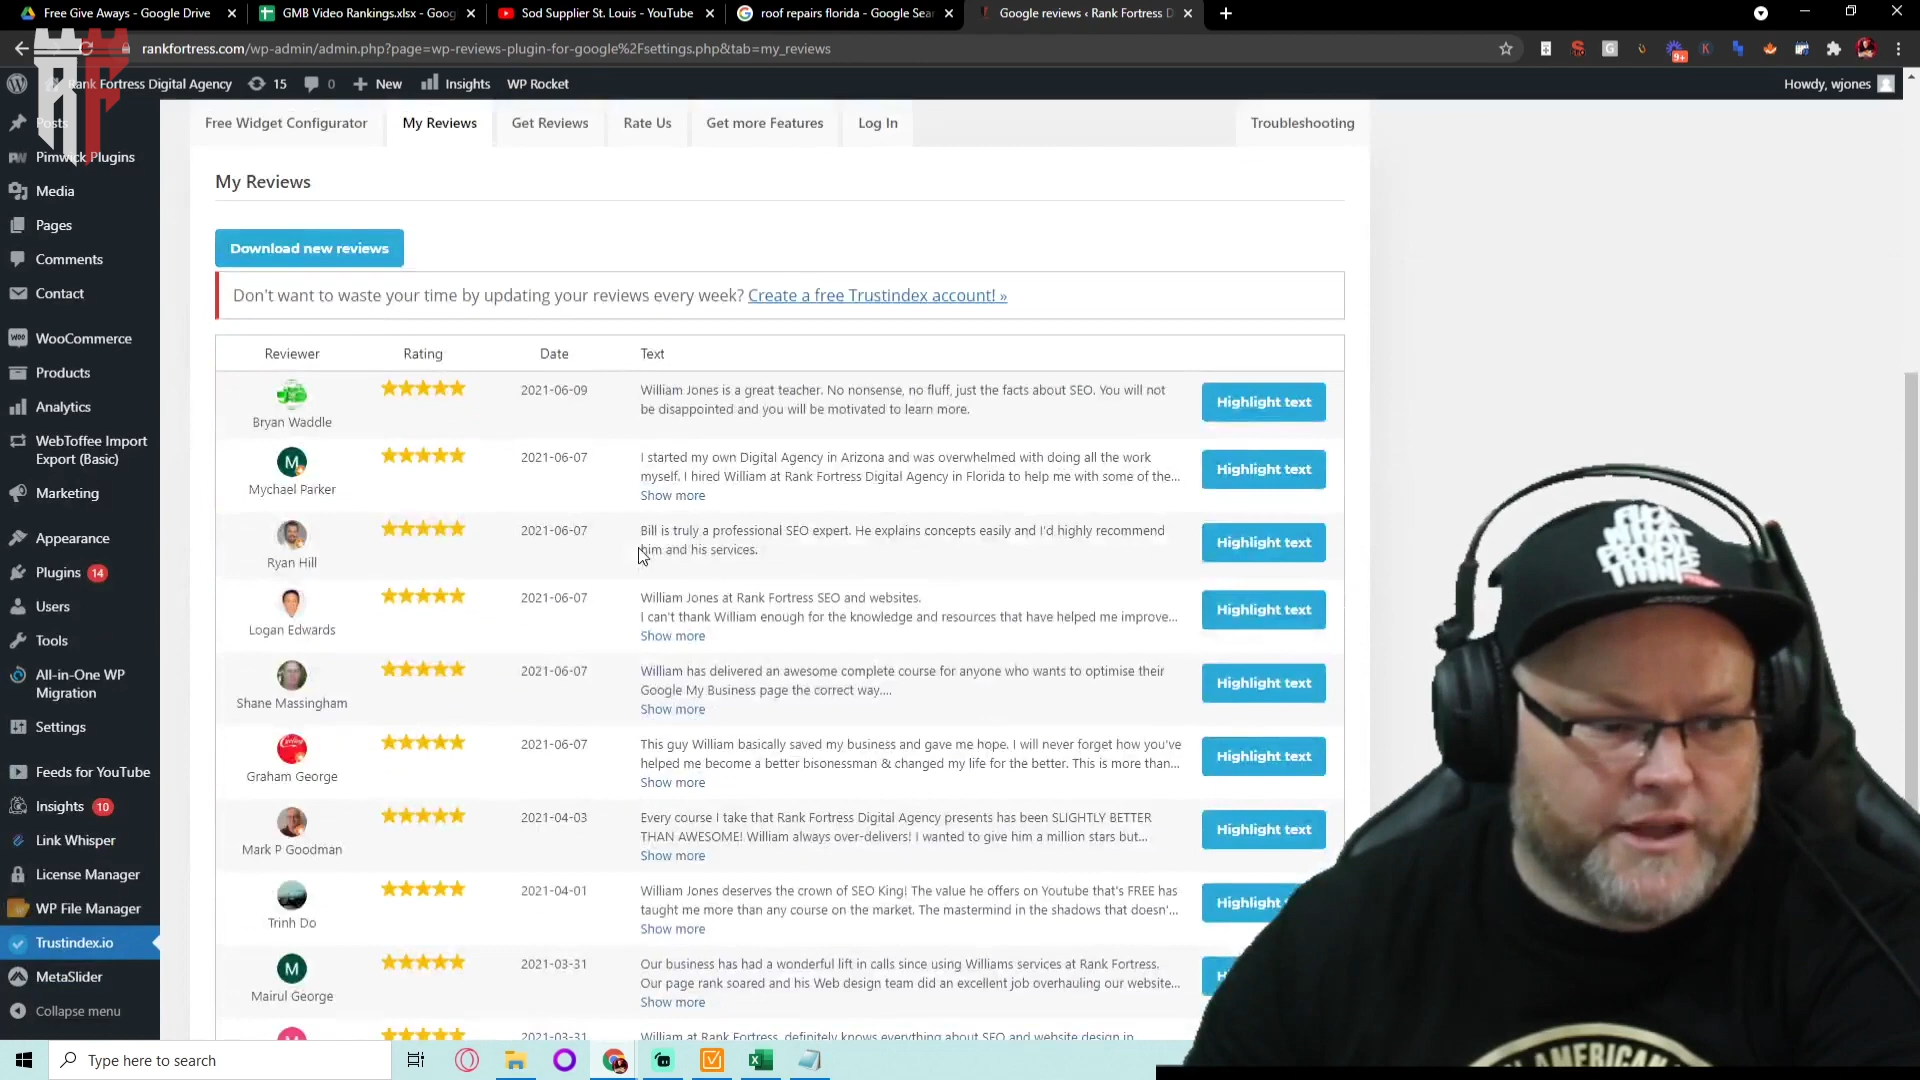 Free Give Aways - Google Drive
GMB Video Rankings.xlsx - Goog
Sod Supplier St. Louis - YouTube
roof repairs florida - Google Sear
Google reviews ‹ Rank Fortress D
rankfortress.com/wp-admin/admin.php?page=wp-reviews-plugin-for-google%2Fsettings.php&tab=my_reviews
9+
Rank Fortress Digital Agency
15
0
New
Insights
WP Rocket
Howdy, wjones
Posts
Pimwick Plugins
Media
Pages
Comments
Contact
WooCommerce
Products
Analytics
WebToffee Import
Export (Basic)
Marketing
Appearance
Plugins 14
Users
Tools
All-in-One WP
Migration
Settings
Feeds for YouTube
Insights 10
Link Whisper
License Manager
WP File Manager
Trustindex.io
MetaSlider
Collapse menu
Free Widget Configurator
My Reviews
Get Reviews
Rate Us
Get more Features
Log In
Troubleshooting
My Reviews
Download new reviews
Don't want to waste your time by updating your reviews every week? Create a free Trustindex account! »
Reviewer Rating Date Text
Bryan Waddle
2021-06-09
William Jones is a great teacher. No nonsense, no fluff, just the facts about SEO. You will not
be disappointed and you will be motivated to learn more.
Highlight text
M
Mychael Parker
2021-06-07
I started my own Digital Agency in Arizona and was overwhelmed with doing all the work
myself. I hired William at Rank Fortress Digital Agency in Florida to help me with some of the...
Show more
Highlight text
Ryan Hill
2021-06-07
Bill is truly a professional SEO expert. He explains concepts easily and I'd highly recommend
him and his services.
Highlight text
Logan Edwards
2021-06-07
William Jones at Rank Fortress SEO and websites.
I can't thank William enough for the knowledge and resources that have helped me improve...
Show more
Highlight text
Shane Massingham
2021-06-07
William has delivered an awesome complete course for anyone who wants to optimise their
Google My Business page the correct way....
Show more
Highlight text
Graham George
2021-06-07
This guy William basically saved my business and gave me hope. I will never forget how you've
helped me become a better bisonessman & changed my life for the better. This is more than...
Show more
Highlight text
Mark P Goodman
2021-04-03
Every course I take that Rank Fortress Digital Agency presents has been SLIGHTLY BETTER
THAN AWESOME! William always over-delivers! I wanted to give him a million stars but...
Show more
Highlight text
Trinh Do
2021-04-01
William Jones deserves the crown of SEO King! The value he offers on Youtube that's FREE has
taught me more than any course on the market. The mastermind in the shadows that doesn'...
Show more
Highlight
M
Mairul George
2021-03-31
Our business has had a wonderful lift in calls since using Williams services at Rank Fortress.
Our page rank soared and his Web design team did an excellent job overhauling our website...
Show more
H
2021-03-31
William at Rank Fortress, definitely knows everything about SEO and website design in
WHAT
PEOPLE
THINK
AMERICAN
Type here to search